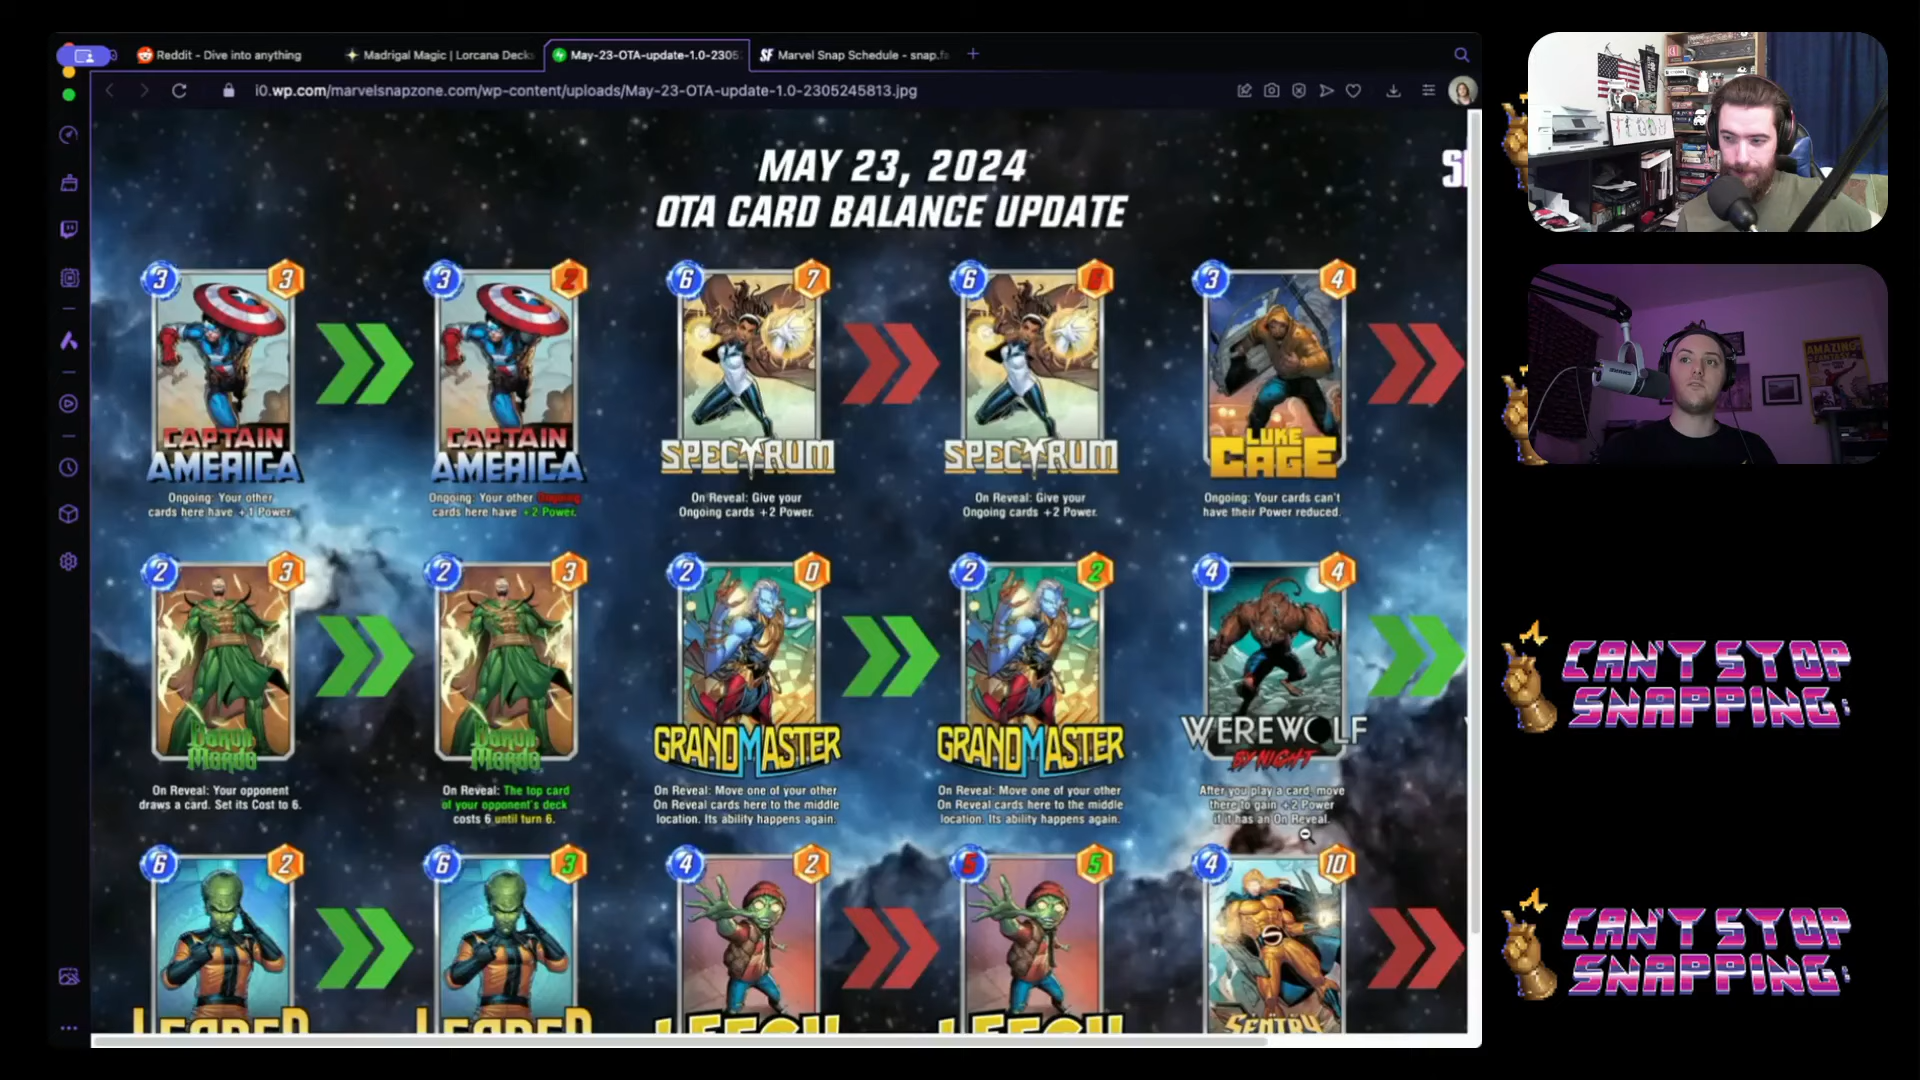 Reddit - Dive into anything
Madrigal Magic | Lorcana Deck
May-23-OTA-update-1.0-2305
SF Marvel Snap Schedule - snap.fa
i0.wp.com/marvelsnapzone.com/wp-content/uploads/May-23-OTA-update-1.0-2305245813.jpg
MAY 23, 2024
OTA CARD BALANCE UPDATE
3 3 3 2 6 7 6 3 4
CAPTAIN AMERICA
CAPTAIN AMERICA
SPECTRUM
SPECTRUM
LUKE CAGE
Ongoing: Your other
cards here have +1 Power.
Ongoing: Your other Ongoing
cards here have +2 Power.
On Reveal: Give your
Ongoing cards +2 Power.
On Reveal: Give your
Ongoing cards +2 Power.
Ongoing: Your cards can't
have their Power reduced.
2 3 2 3 2 0 2 2 4 4
GRANDMASTER
GRANDMASTER
WEREWOLF
BY NIGHT
On Reveal: Your opponent
draws a card. Set its Cost to 6.
On Reveal: The top card
of your opponent's deck
costs 6 until turn 6.
On Reveal: Move one of your other
On Reveal cards here to the middle
location. Its ability happens again.
On Reveal: Move one of your other
On Reveal cards here to the middle
location. Its ability happens again.
After you play a card, move
there to gain +2 Power
if it has an On Reveal.
6 2 6 3 4 2 5 5 4 10
LEADER
LEADER
LEECH
LEECH
SENTRY
AMAZING
FANTASY
CAN'T STOP
SNAPPING:
CAN'T STOP
SNAPPING: